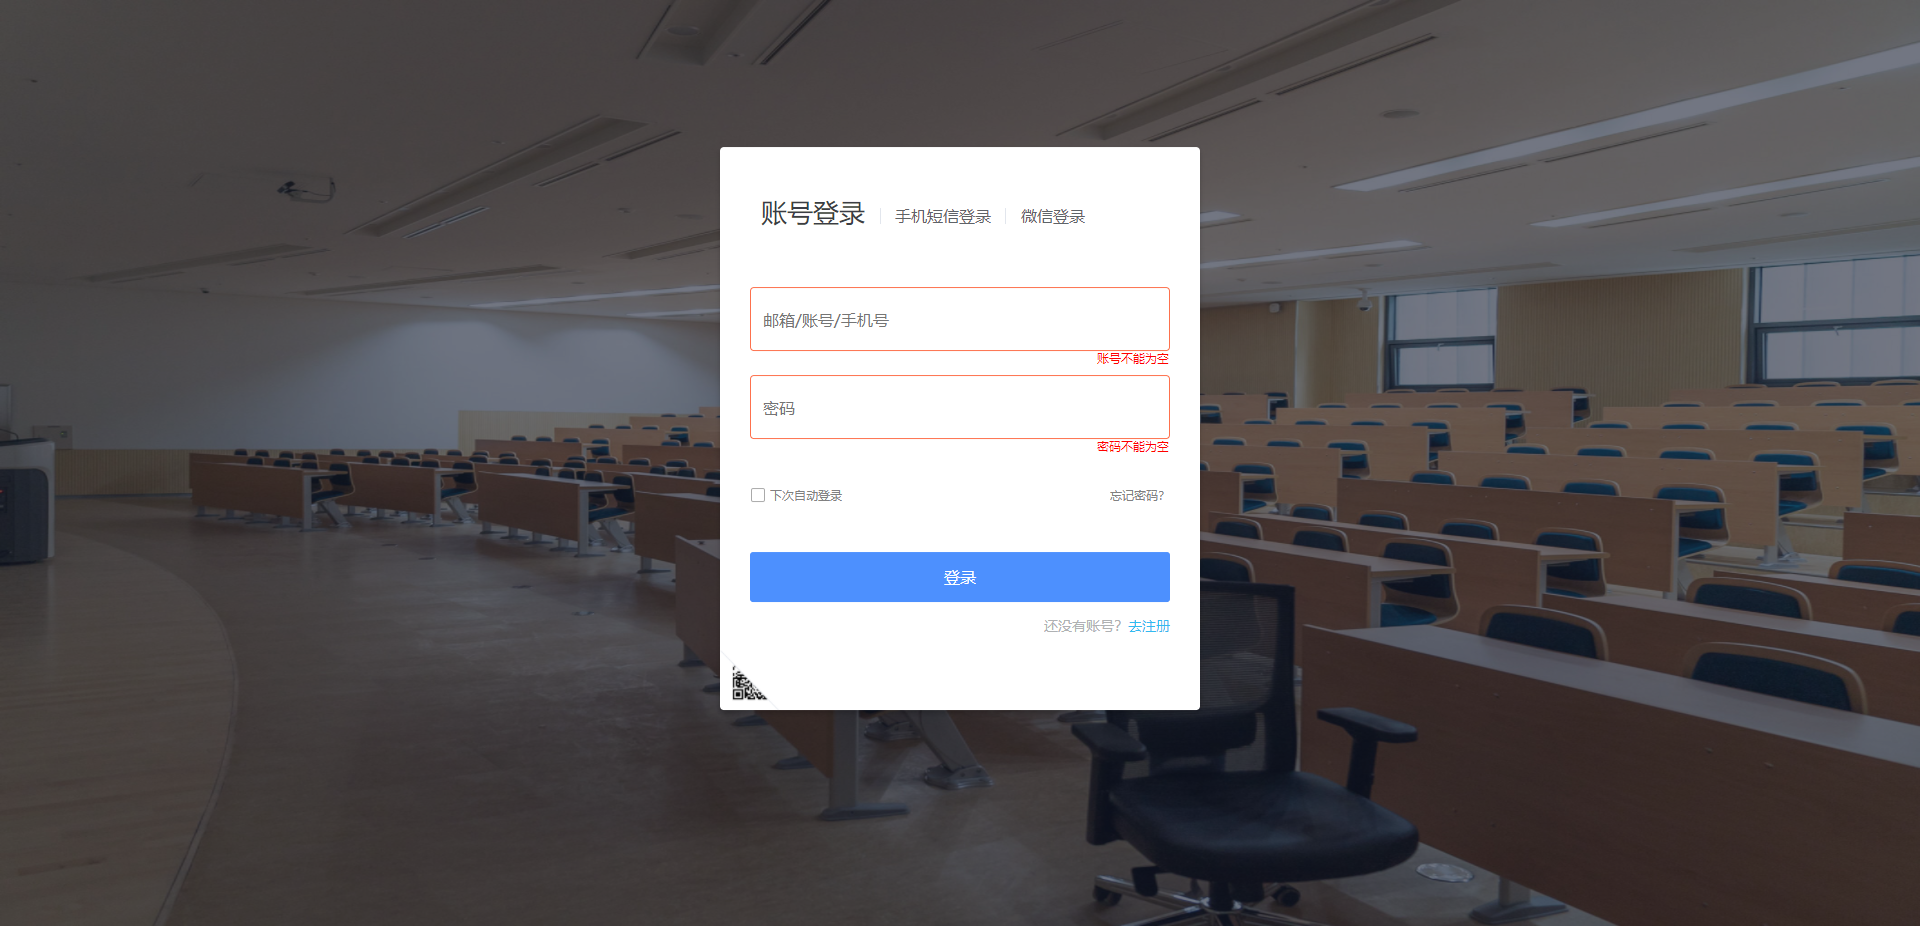 账号登录 手机短信登录 微信登录
邮箱/账号/手机号
账号不能为空
密码
密码不能为空
下次自动登录 忘记密码?
登录
还没有账号? 去注册